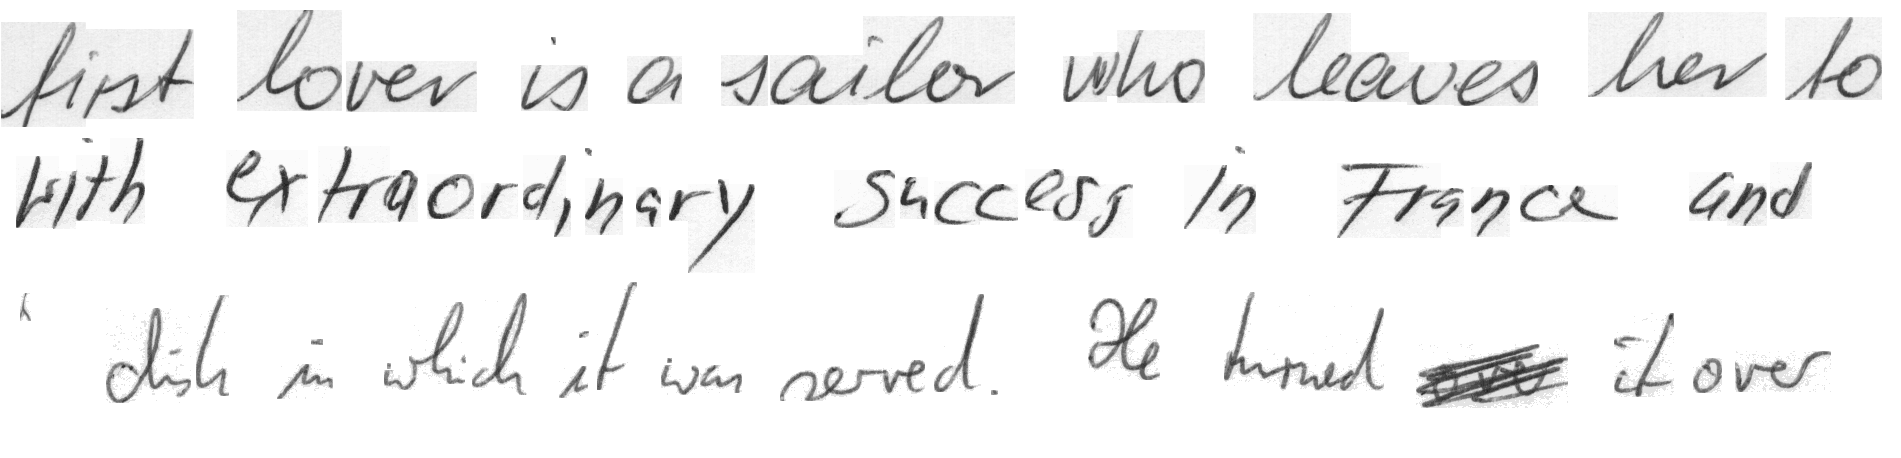 first lover is a sailor who leaves her to
with extraordinary success in France and
dish in which it was served. He turned it over